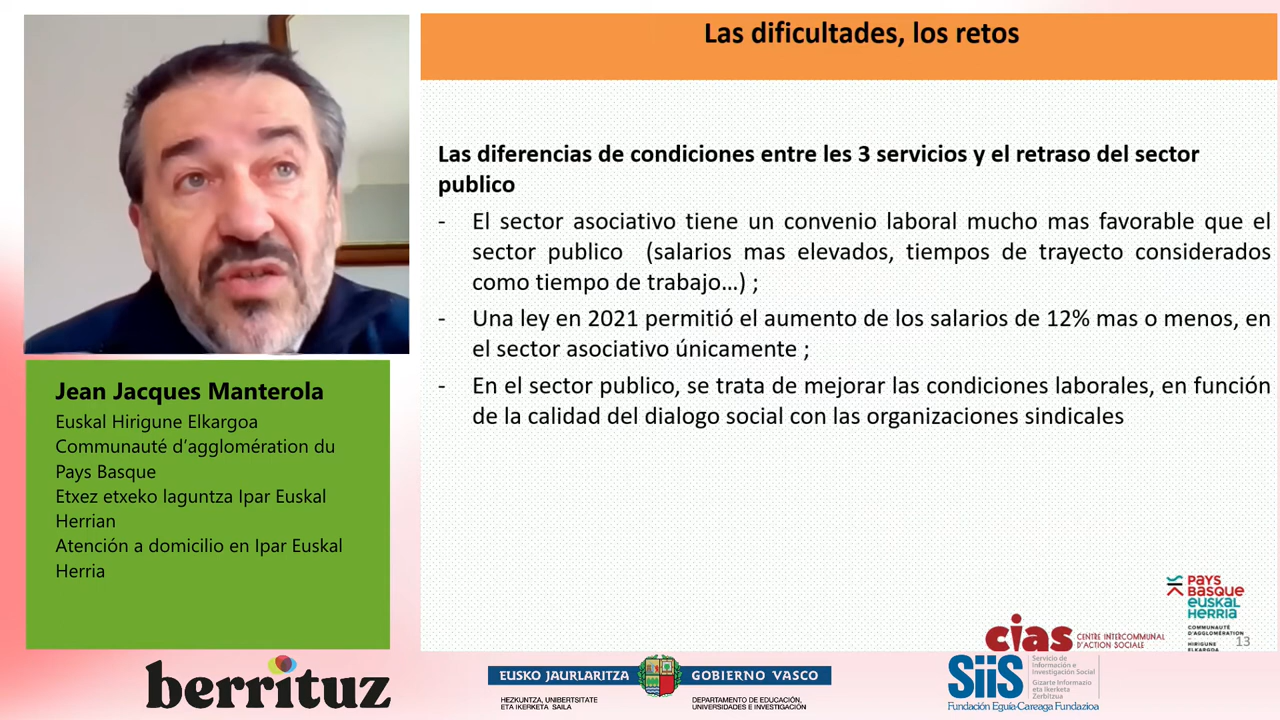 Las dificultades, los retos
Las diferencias de condiciones entre les 3 servicios y el retraso del sector
publico
- El sector asociativo tiene un convenio laboral mucho mas favorable que el
sector publico (salarios mas elevados, tiempos de trayecto considerados
como tiempo de trabajo...) ;
- Una ley en 2021 permitió el aumento de los salarios de 12% mas o menos, en
el sector asociativo únicamente ;
- En el sector publico, se trata de mejorar las condiciones laborales, en función
de la calidad del dialogo social con las organizaciones sindicales
Jean Jacques Manterola
Euskal Hirigune Elkargoa
Communauté d'agglomération du
Pays Basque
Etxez etxeko laguntza Ipar Euskal
Herrian
Atención a domicilio en Ipar Euskal
Herria
PAYS
BASQUE
EUSKAL
HERRIA
COMMUNAUTÉ
D'AGGLOMÉRATION
HIRIGUNE
ELKARGOA
13
cias
CENTRE INTERCOMMUNAL
D'ACTION SOCIALE
berrituz
EUSKO JAURLARITZA
GOBIERNO VASCO
HEZKUNTZA, UNIBERTSITATE
ETA IKERKETA SAILA
DEPARTAMENTO DE EDUCACIÓN,
UNIVERSIDADES E INVESTIGACIÓN
SiiS
Servicio de
Información e
Investigación Social
Gizarte Informazio
eta Ikerketa
Zerbitzua
Fundación Eguía-Careaga Fundazioa